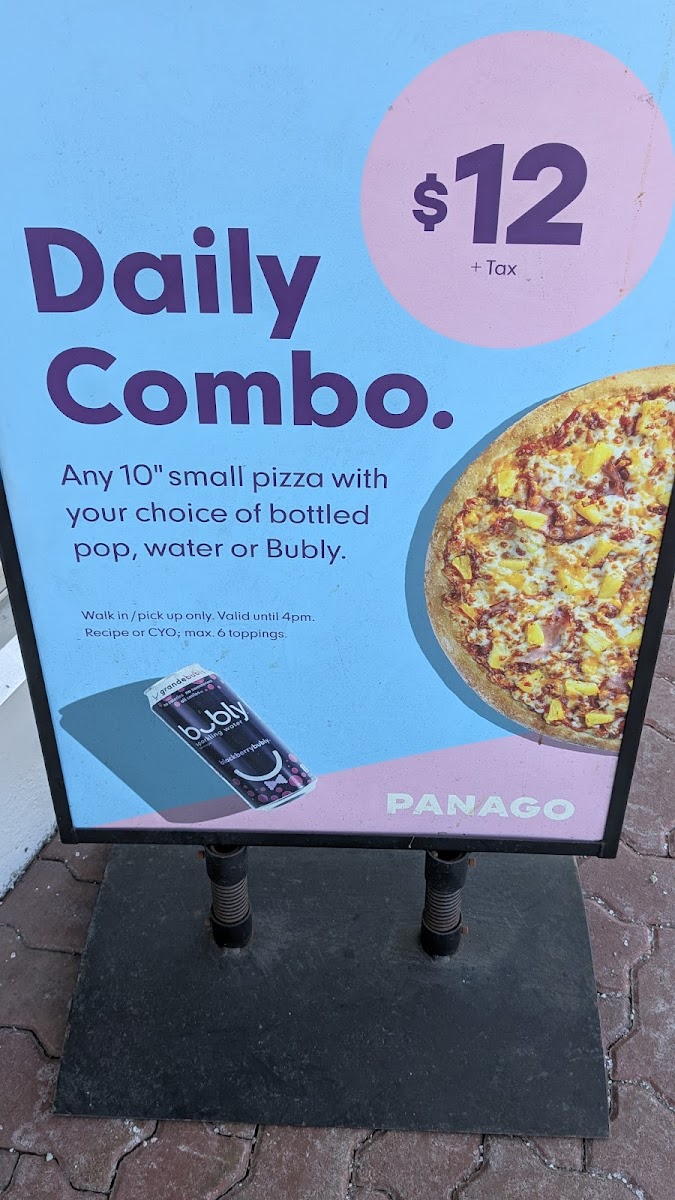 $12
+ Tax
Daily
Combo.
Any 10" small pizza with
your choice of bottled
pop, water or Bubly.
Walk in / pick up only. Valid until 4pm.
Recipe or CYO; max. 6 toppings.
grandebubly
bubly
sparkling water
blackberrybubly
PANAGO